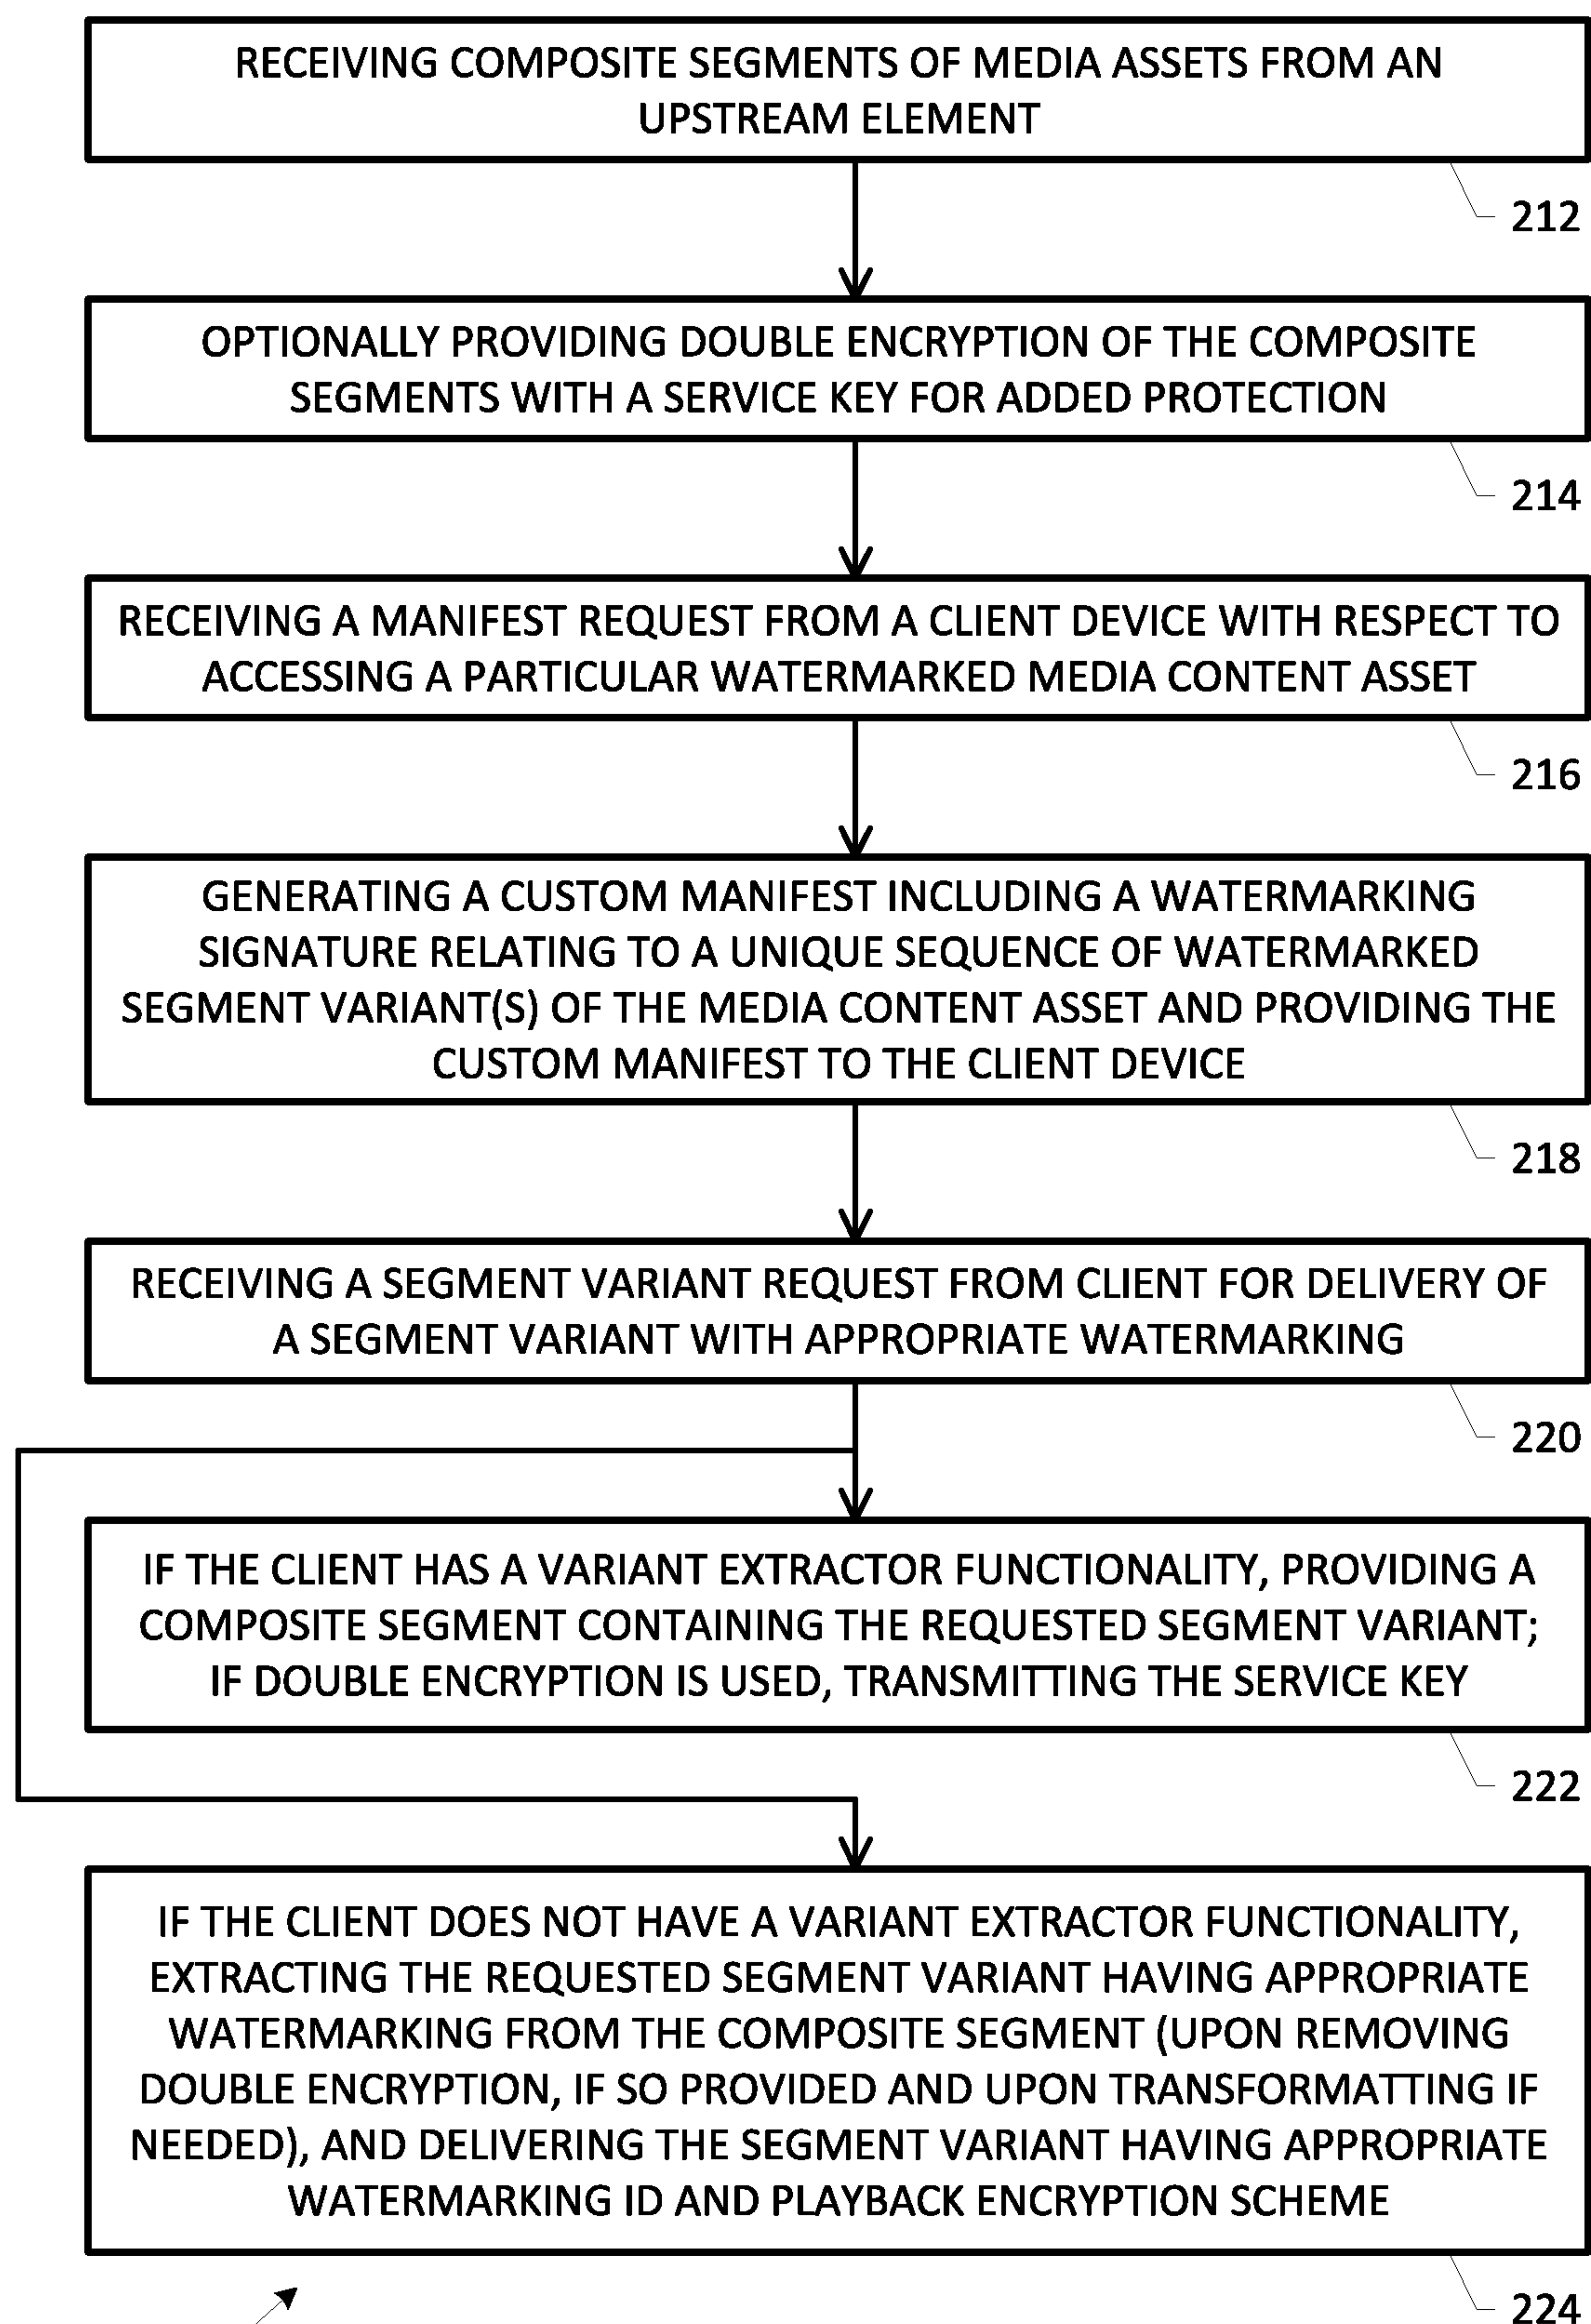 RECEIVING COMPOSITE SEGMENTS OF MEDIA ASSETS FROM AN
UPSTREAM ELEMENT
212
OPTIONALLY PROVIDING DOUBLE ENCRYPTION OF THE COMPOSITE
SEGMENTS WITH A SERVICE KEY FOR ADDED PROTECTION
214
RECEIVING A MANIFEST REQUEST FROM A CLIENT DEVICE WITH RESPECT TO
ACCESSING A PARTICULAR WATERMARKED MEDIA CONTENT ASSET
216
GENERATING A CUSTOM MANIFEST INCLUDING A WATERMARKING
SIGNATURE RELATING TO A UNIQUE SEQUENCE OF WATERMARKED
SEGMENT VARIANT(S) OF THE MEDIA CONTENT ASSET AND PROVIDING THE
CUSTOM MANIFEST TO THE CLIENT DEVICE
218
RECEIVING A SEGMENT VARIANT REQUEST FROM CLIENT FOR DELIVERY OF
A SEGMENT VARIANT WITH APPROPRIATE WATERMARKING
220
IF THE CLIENT HAS A VARIANT EXTRACTOR FUNCTIONALITY, PROVIDING A
COMPOSITE SEGMENT CONTAINING THE REQUESTED SEGMENT VARIANT;
IF DOUBLE ENCRYPTION IS USED, TRANSMITTING THE SERVICE KEY
222
IF THE CLIENT DOES NOT HAVE A VARIANT EXTRACTOR FUNCTIONALITY,
EXTRACTING THE REQUESTED SEGMENT VARIANT HAVING APPROPRIATE
WATERMARKING FROM THE COMPOSITE SEGMENT (UPON REMOVING
DOUBLE ENCRYPTION, IF SO PROVIDED AND UPON TRANSFORMATTING IF
NEEDED), AND DELIVERING THE SEGMENT VARIANT HAVING APPROPRIATE
WATERMARKING ID AND PLAYBACK ENCRYPTION SCHEME
224